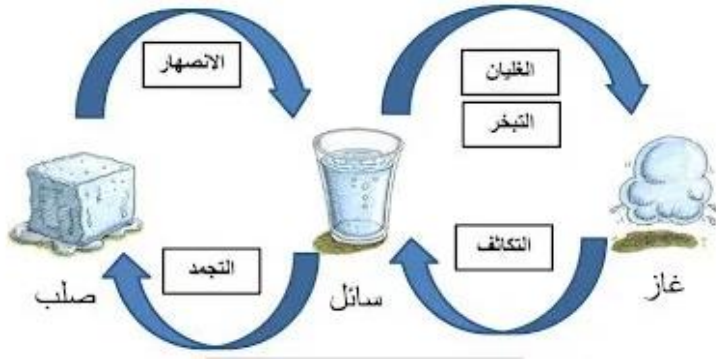 الانصهار
الغليان
التبخر
التكاثف
التجمد
صلب
سائل
غاز